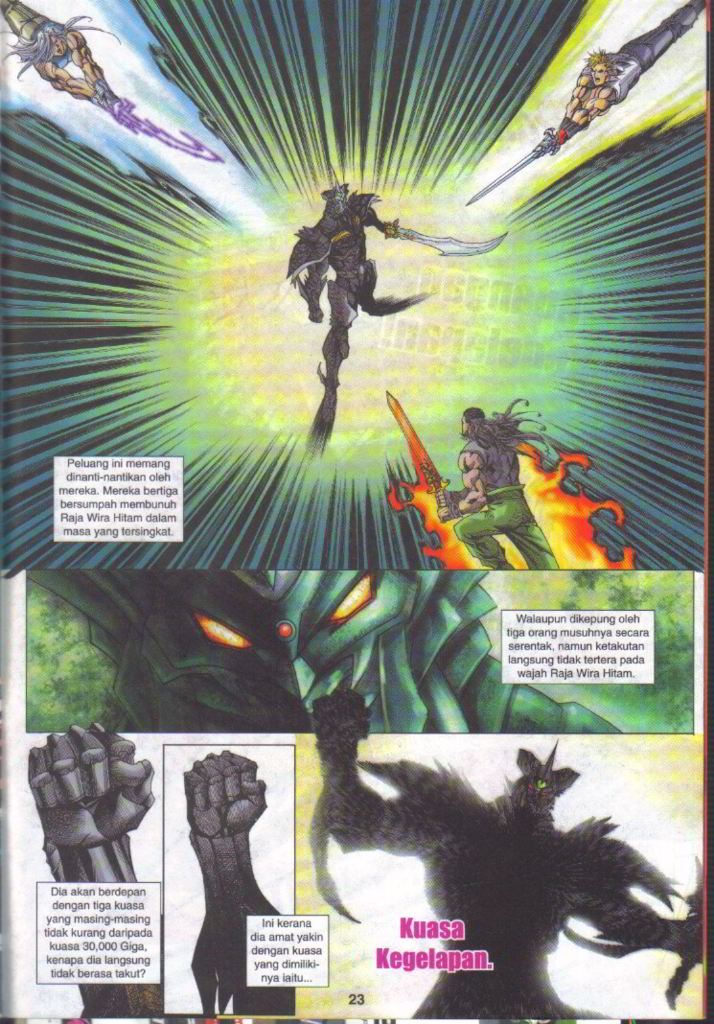 Peluang ini memang
dinanti-nantikan oleh
mereka. Mereka bertiga
bersumpah membunuh
Raja Wira Hitam dalam
masa yang tersingkat.
Walaupun dikepung oleh
tiga orang musuhnya secara
serentak, namun ketakutan
langsung tidak tertera pada
wajah Raja Wira Hitam.
Dia akan berdepan
dengan tiga kuasa
yang masing-masing
tidak kurang daripada
kuasa 30,000 Giga,
kenapa dia langsung
tidak berasa takut?
Ini kerana
dia amat yakin
dengan kuasa
yang dimiliki-
nya iaitu...
Kuasa
Kegelapan.
23